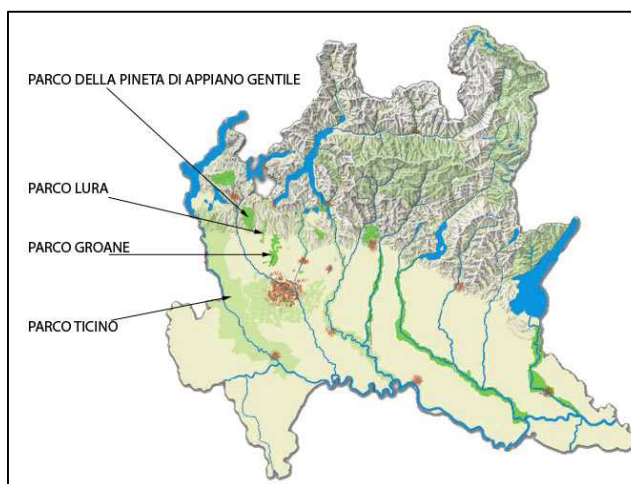 PARCO DELLA PINETA DI APPIANO GENTILE
PARCO LURA
PARCO GROANE
PARCO TICINO